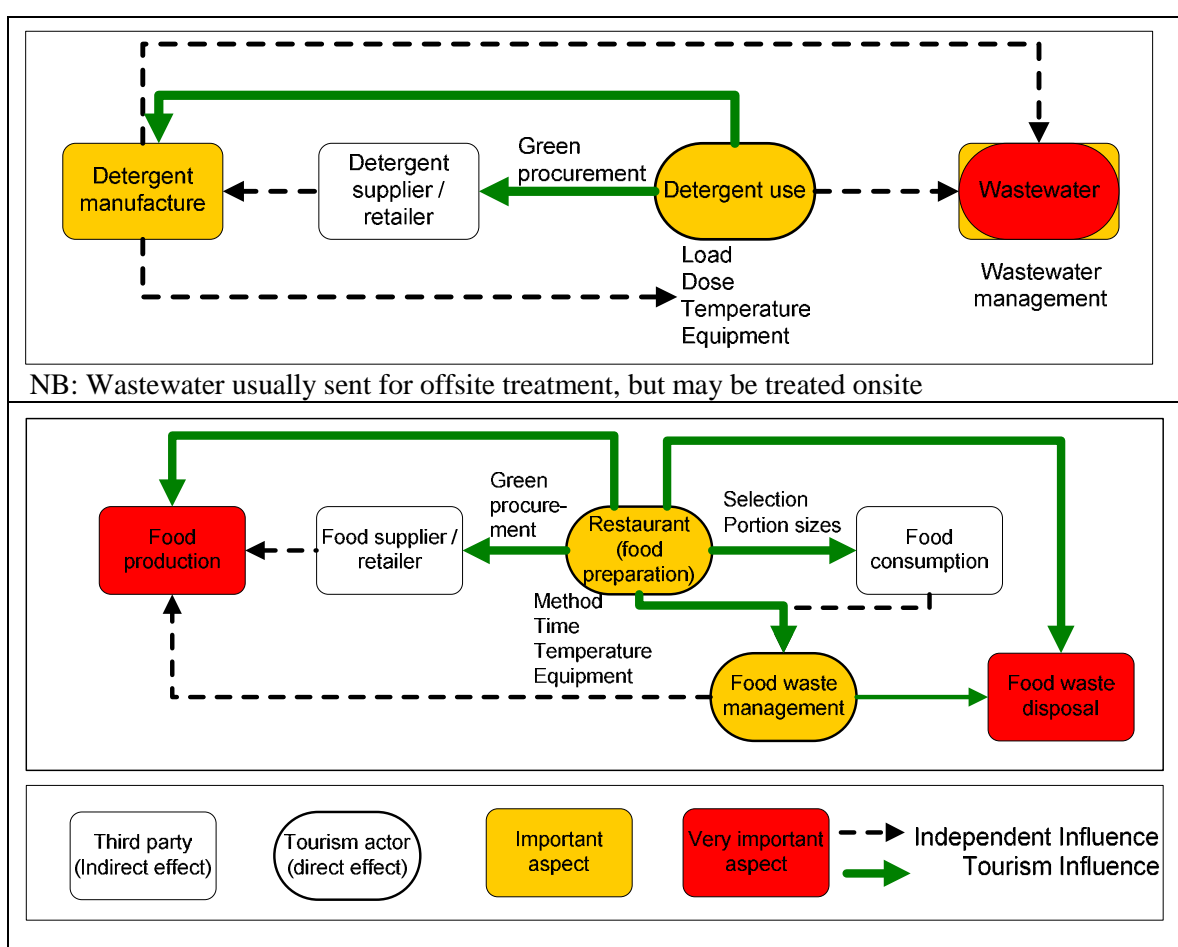 Detergent
manufacture
Detergent
supplier /
retailer
Green
procurement
Detergent use
Wastewater
Load
Dose
Temperature
Equipment
Wastewater
management
NB: Wastewater usually sent for offsite treatment, but may be treated onsite
Food
production
Food supplier /
retailer
Green
procure-
ment
Restaurant
(food
preparation)
Selection
Portion sizes
Food
consumption
Method
Time
Temperature
Equipment
Food waste
management
Food waste
disposal
Third party
(Indirect effect)
Tourism actor
(direct effect)
Important
aspect
Very important
aspect
Independent Influence
Tourism Influence